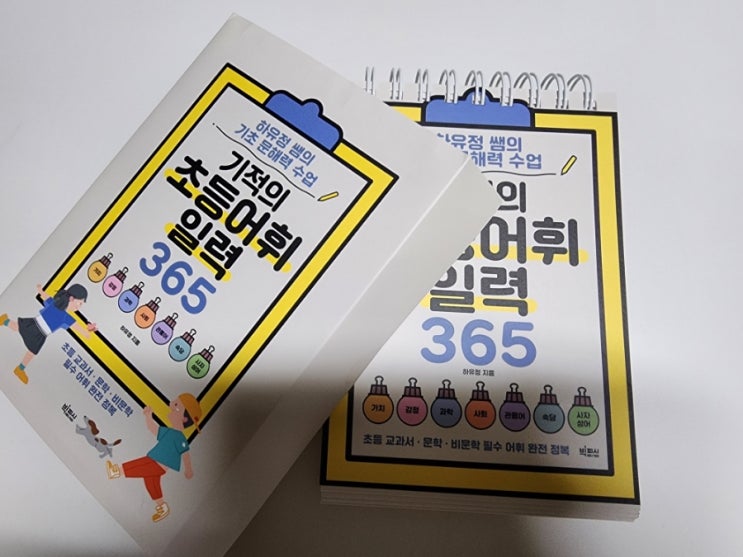 하유정 쌤의
기초 문해력 수업
기적의
초등어휘
일력
365
가치
감정
과학
사회
관용어
속담
사자
성어
하유정 지음
초등 교과서 · 문학 · 비문학
필수 어휘 완전 정복
하유정 쌤의
문해력 수업
의
어휘
일력
365
하유정 지음
가치
감정
과학
사회
관용어
속담
사자
성어
초등 교과서 · 문학 · 비문학 필수 어휘 완전 정복